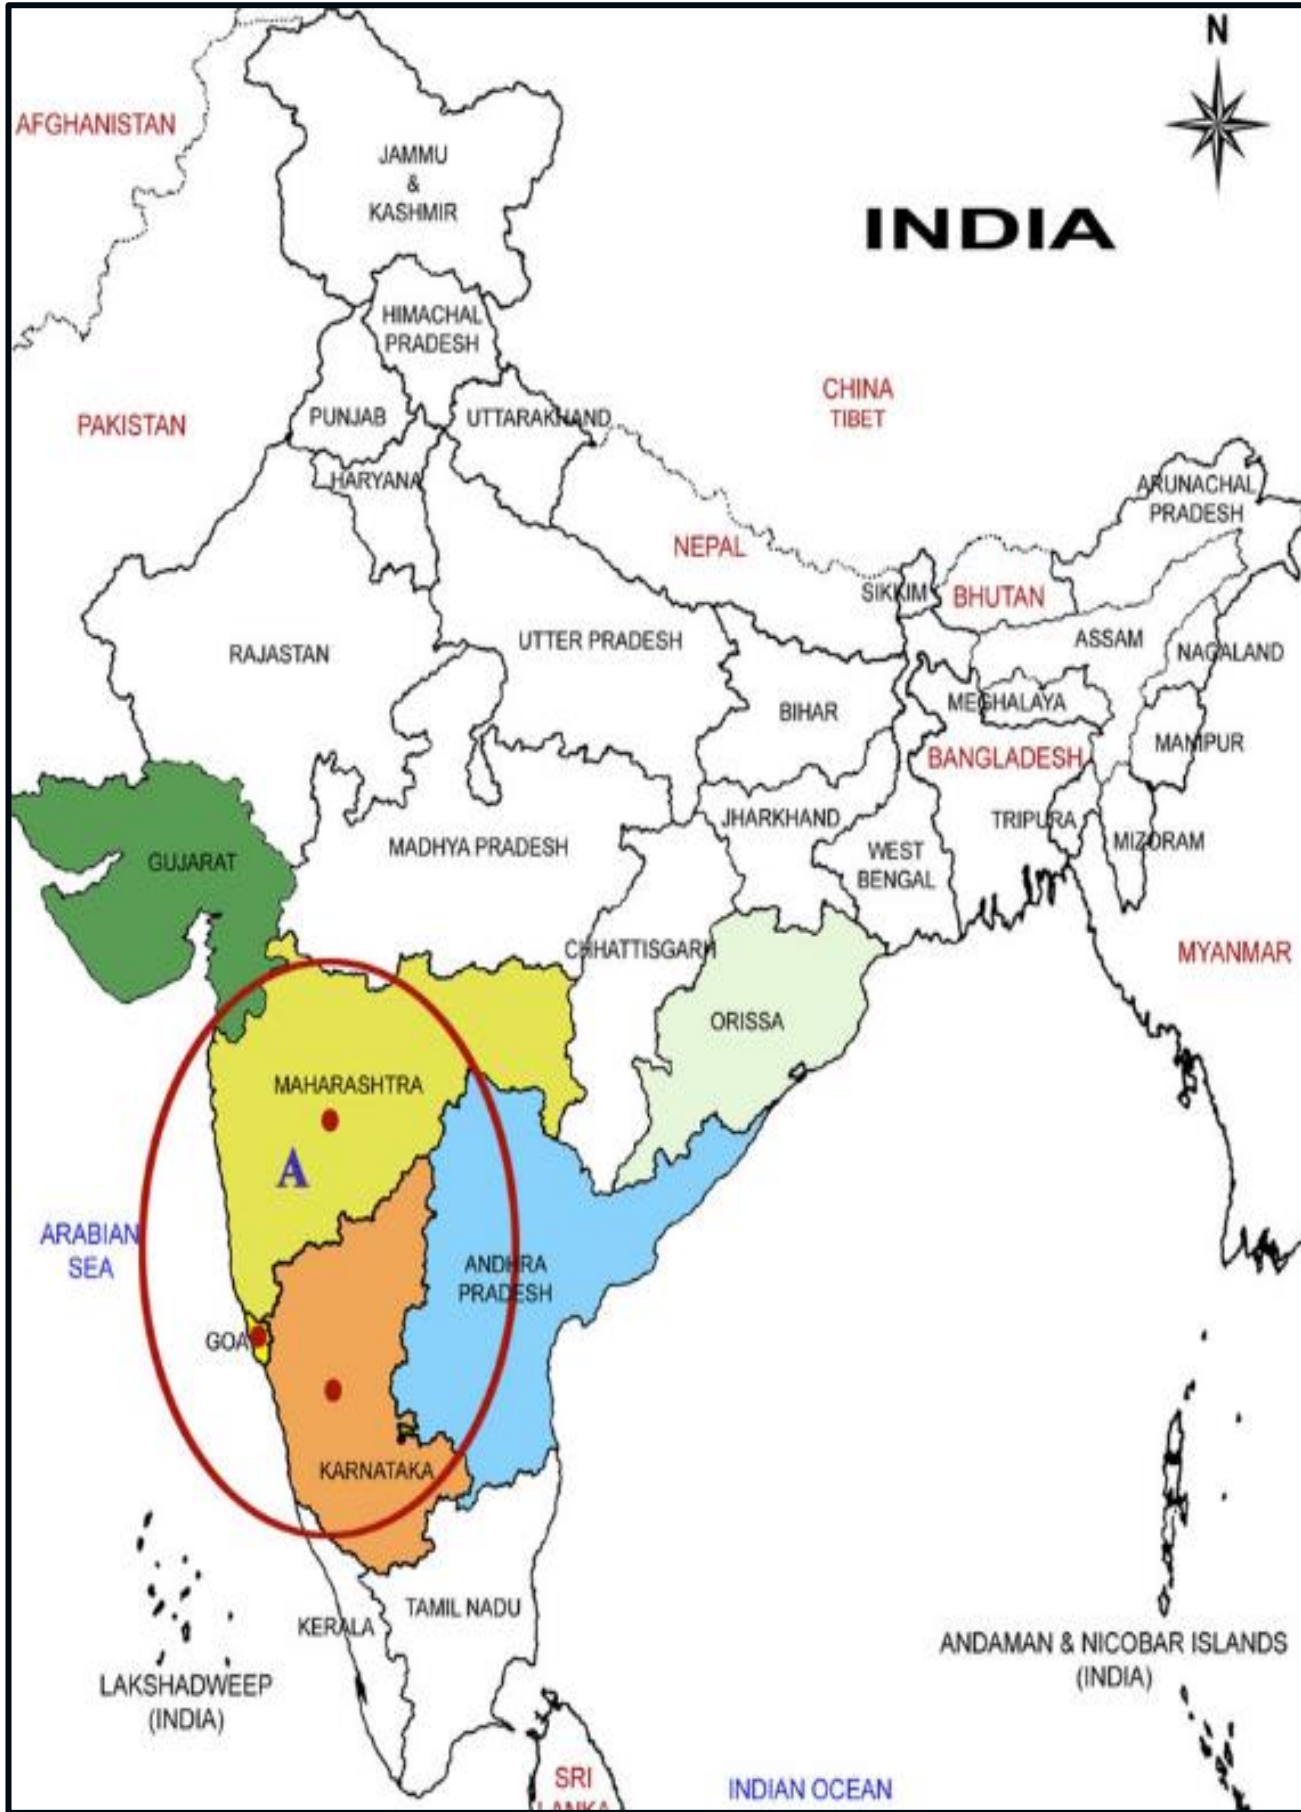 N
INDIA
AFGHANISTAN
JAMMU
&
KASHMIR
HIMACHAL
PRADESH
PAKISTAN
PUNJAB
UTTARAKHAND
CHINA
TIBET
HARYANA
ARUNACHAL
PRADESH
NEPAL
SIKKIM
BHUTAN
RAJASTAN
UTTER PRADESH
ASSAM
NAGALAND
BIHAR
MEGHALAYA
MANIPUR
BANGLADESH
GUJARAT
MADHYA PRADESH
JHARKHAND
WEST
BENGAL
TRIPURA
MIZORAM
CHHATTISGARH
MYANMAR
ORISSA
MAHARASHTRA
A
ARABIAN
SEA
ANDHRA
PRADESH
GOA
KARNATAKA
TAMIL NADU
KERALA
LAKSHADWEEP
(INDIA)
ANDAMAN & NICOBAR ISLANDS
(INDIA)
SRI
LANKA
INDIAN OCEAN